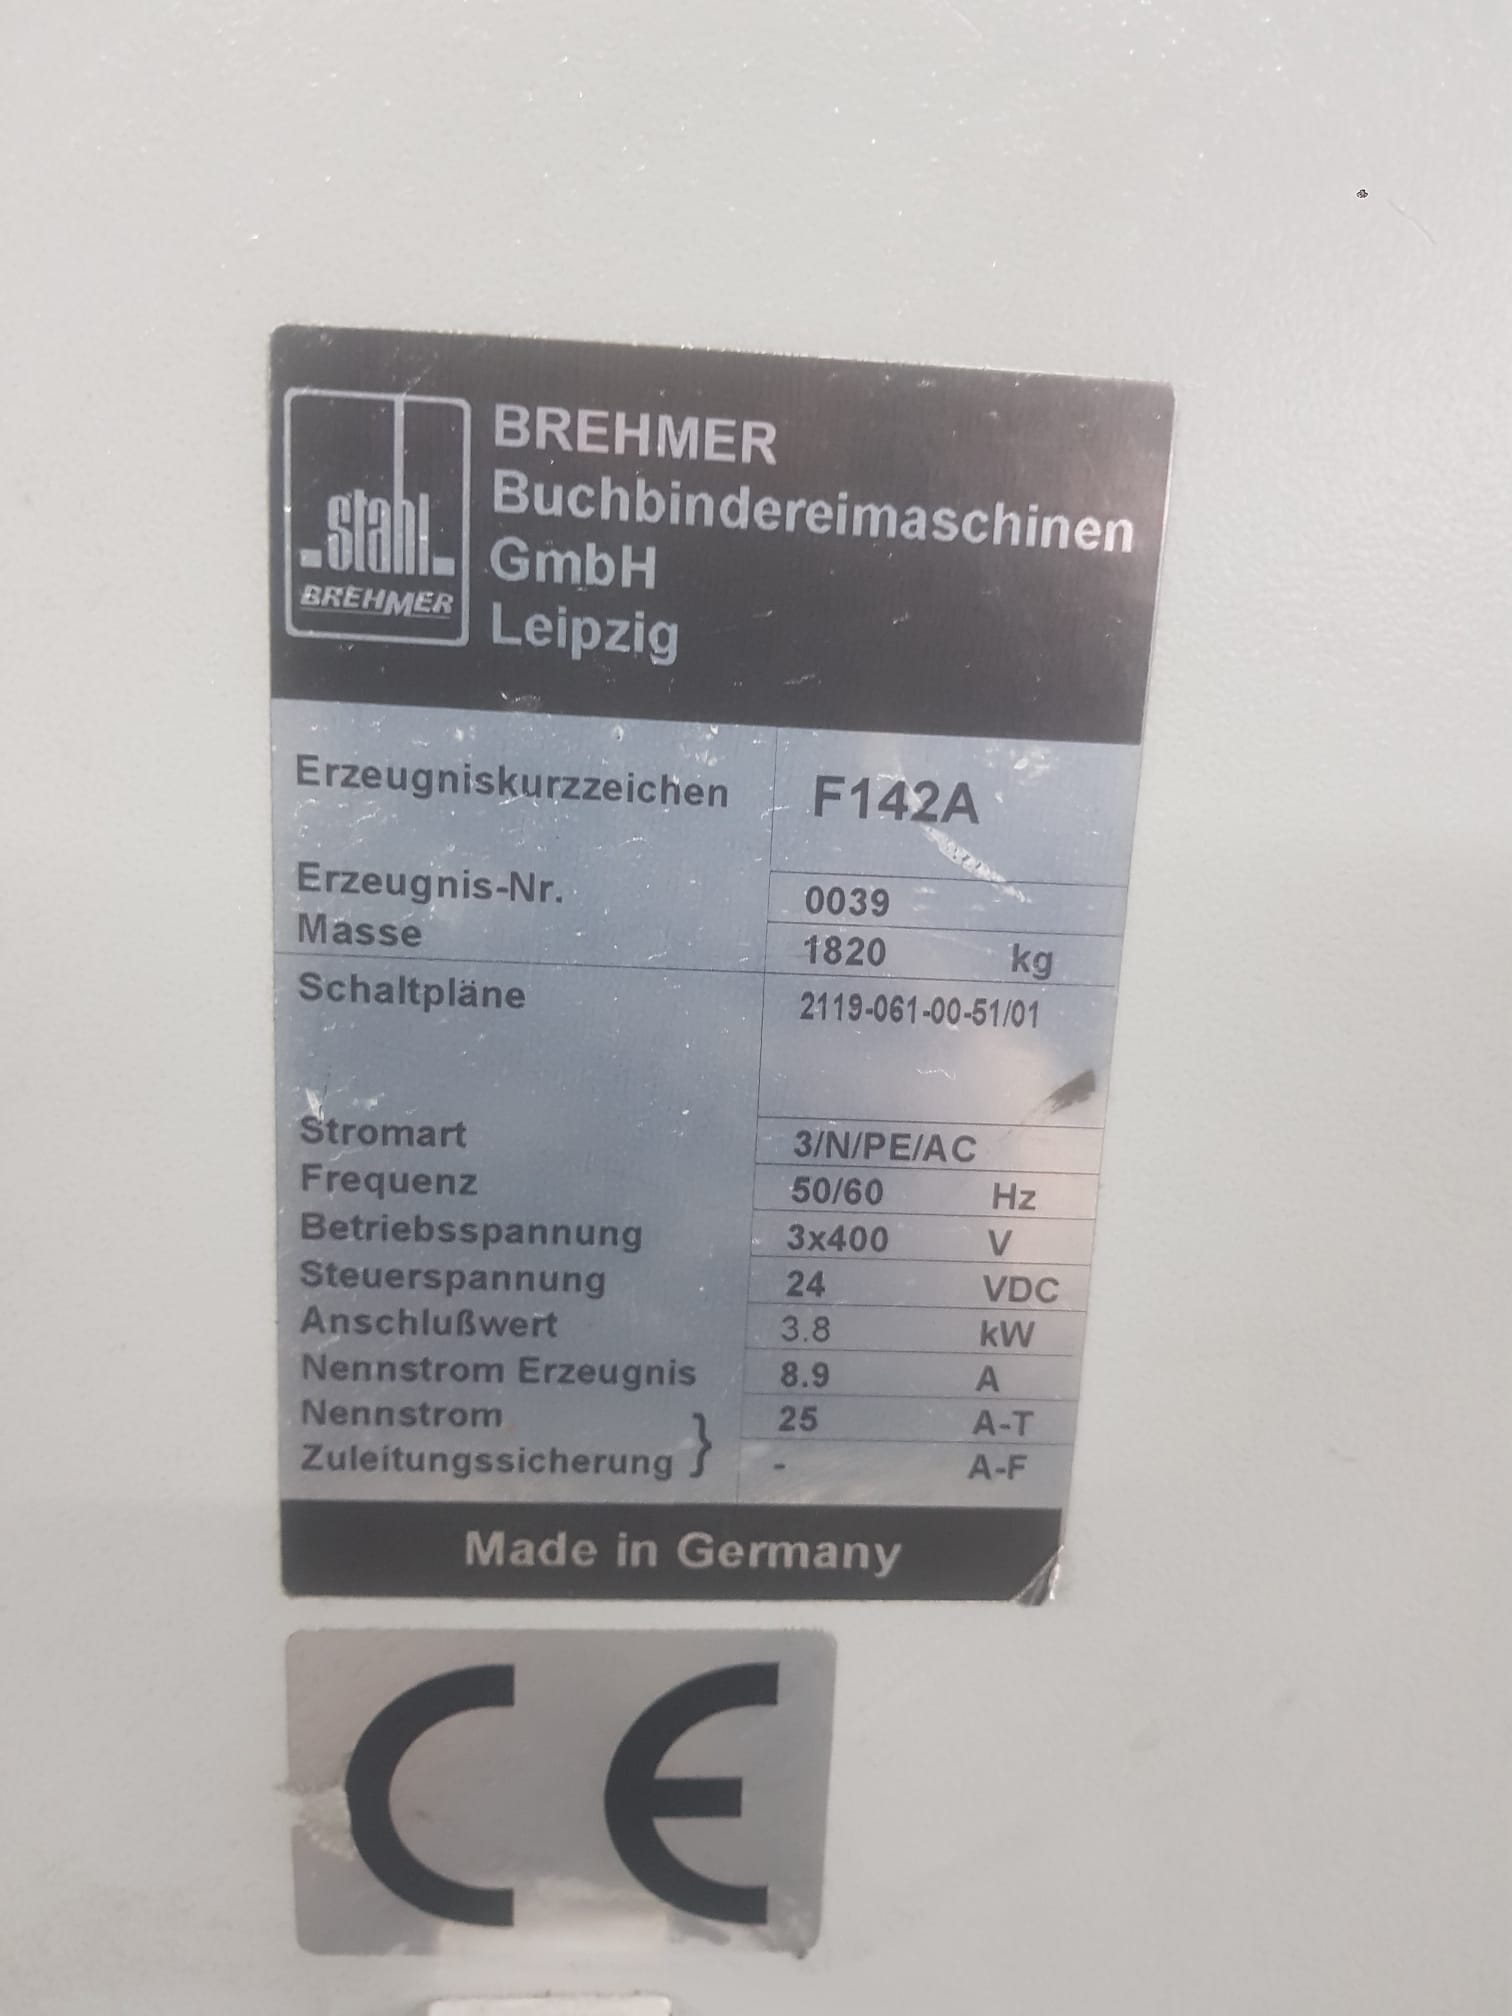 stahl
BREHMER
BREHMER
Buchbindereimaschinen
GmbH
Leipzig
Erzeugniskurzzeichen F142A
Erzeugnis-Nr. 0039
Masse 1820 kg
Schaltpläne 2119-061-00-51/01
Stromart 3/N/PE/AC
Frequenz 50/60 Hz
Betriebsspannung 3x400 V
Steuerspannung 24 VDC
Anschlußwert 3.8 kW
Nennstrom Erzeugnis 8.9 A
Nennstrom 25 A-T
Zuleitungssicherung } - A-F
Made in Germany
CE